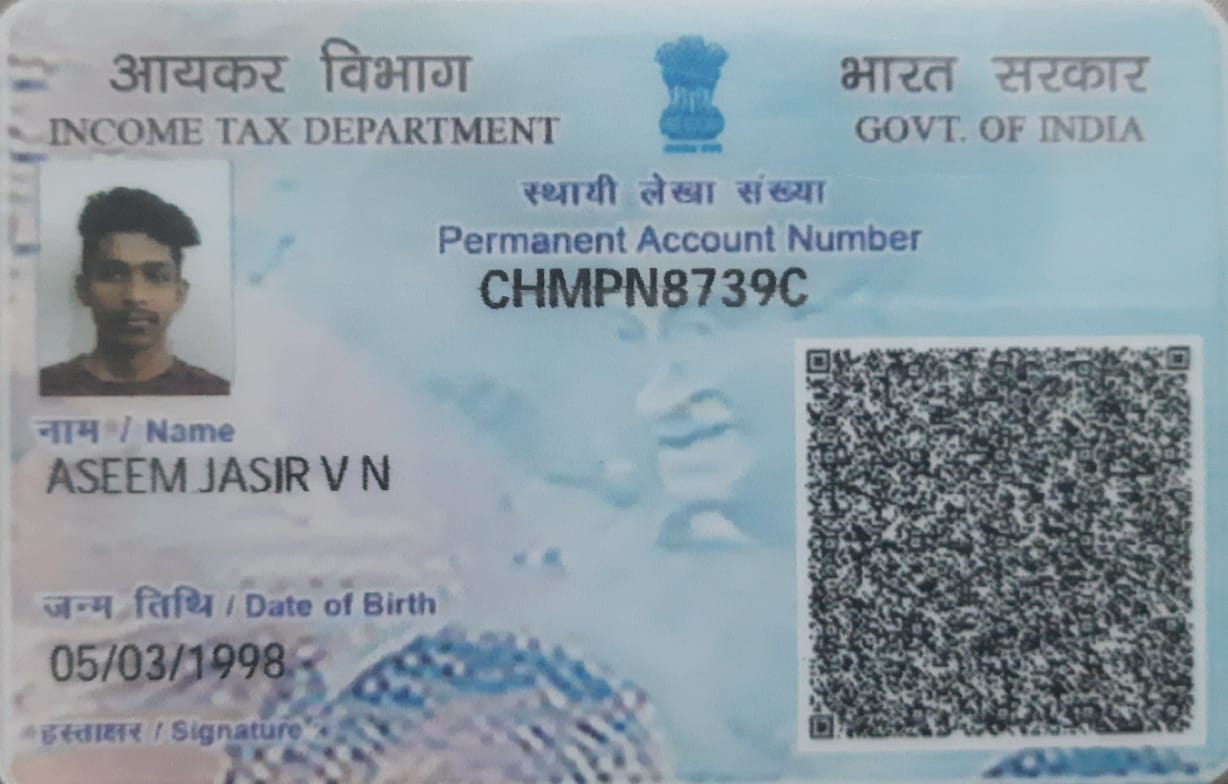 आयकर विभाग
INCOME TAX DEPARTMENT
भारत सरकार
GOVT. OF INDIA
स्थायी लेखा संख्या
Permanent Account Number
CHMPN8739C
नाम / Name
ASEEM JASIR V N
जन्म तिथि / Date of Birth
05/03/1998
हस्ताक्षर / Signature